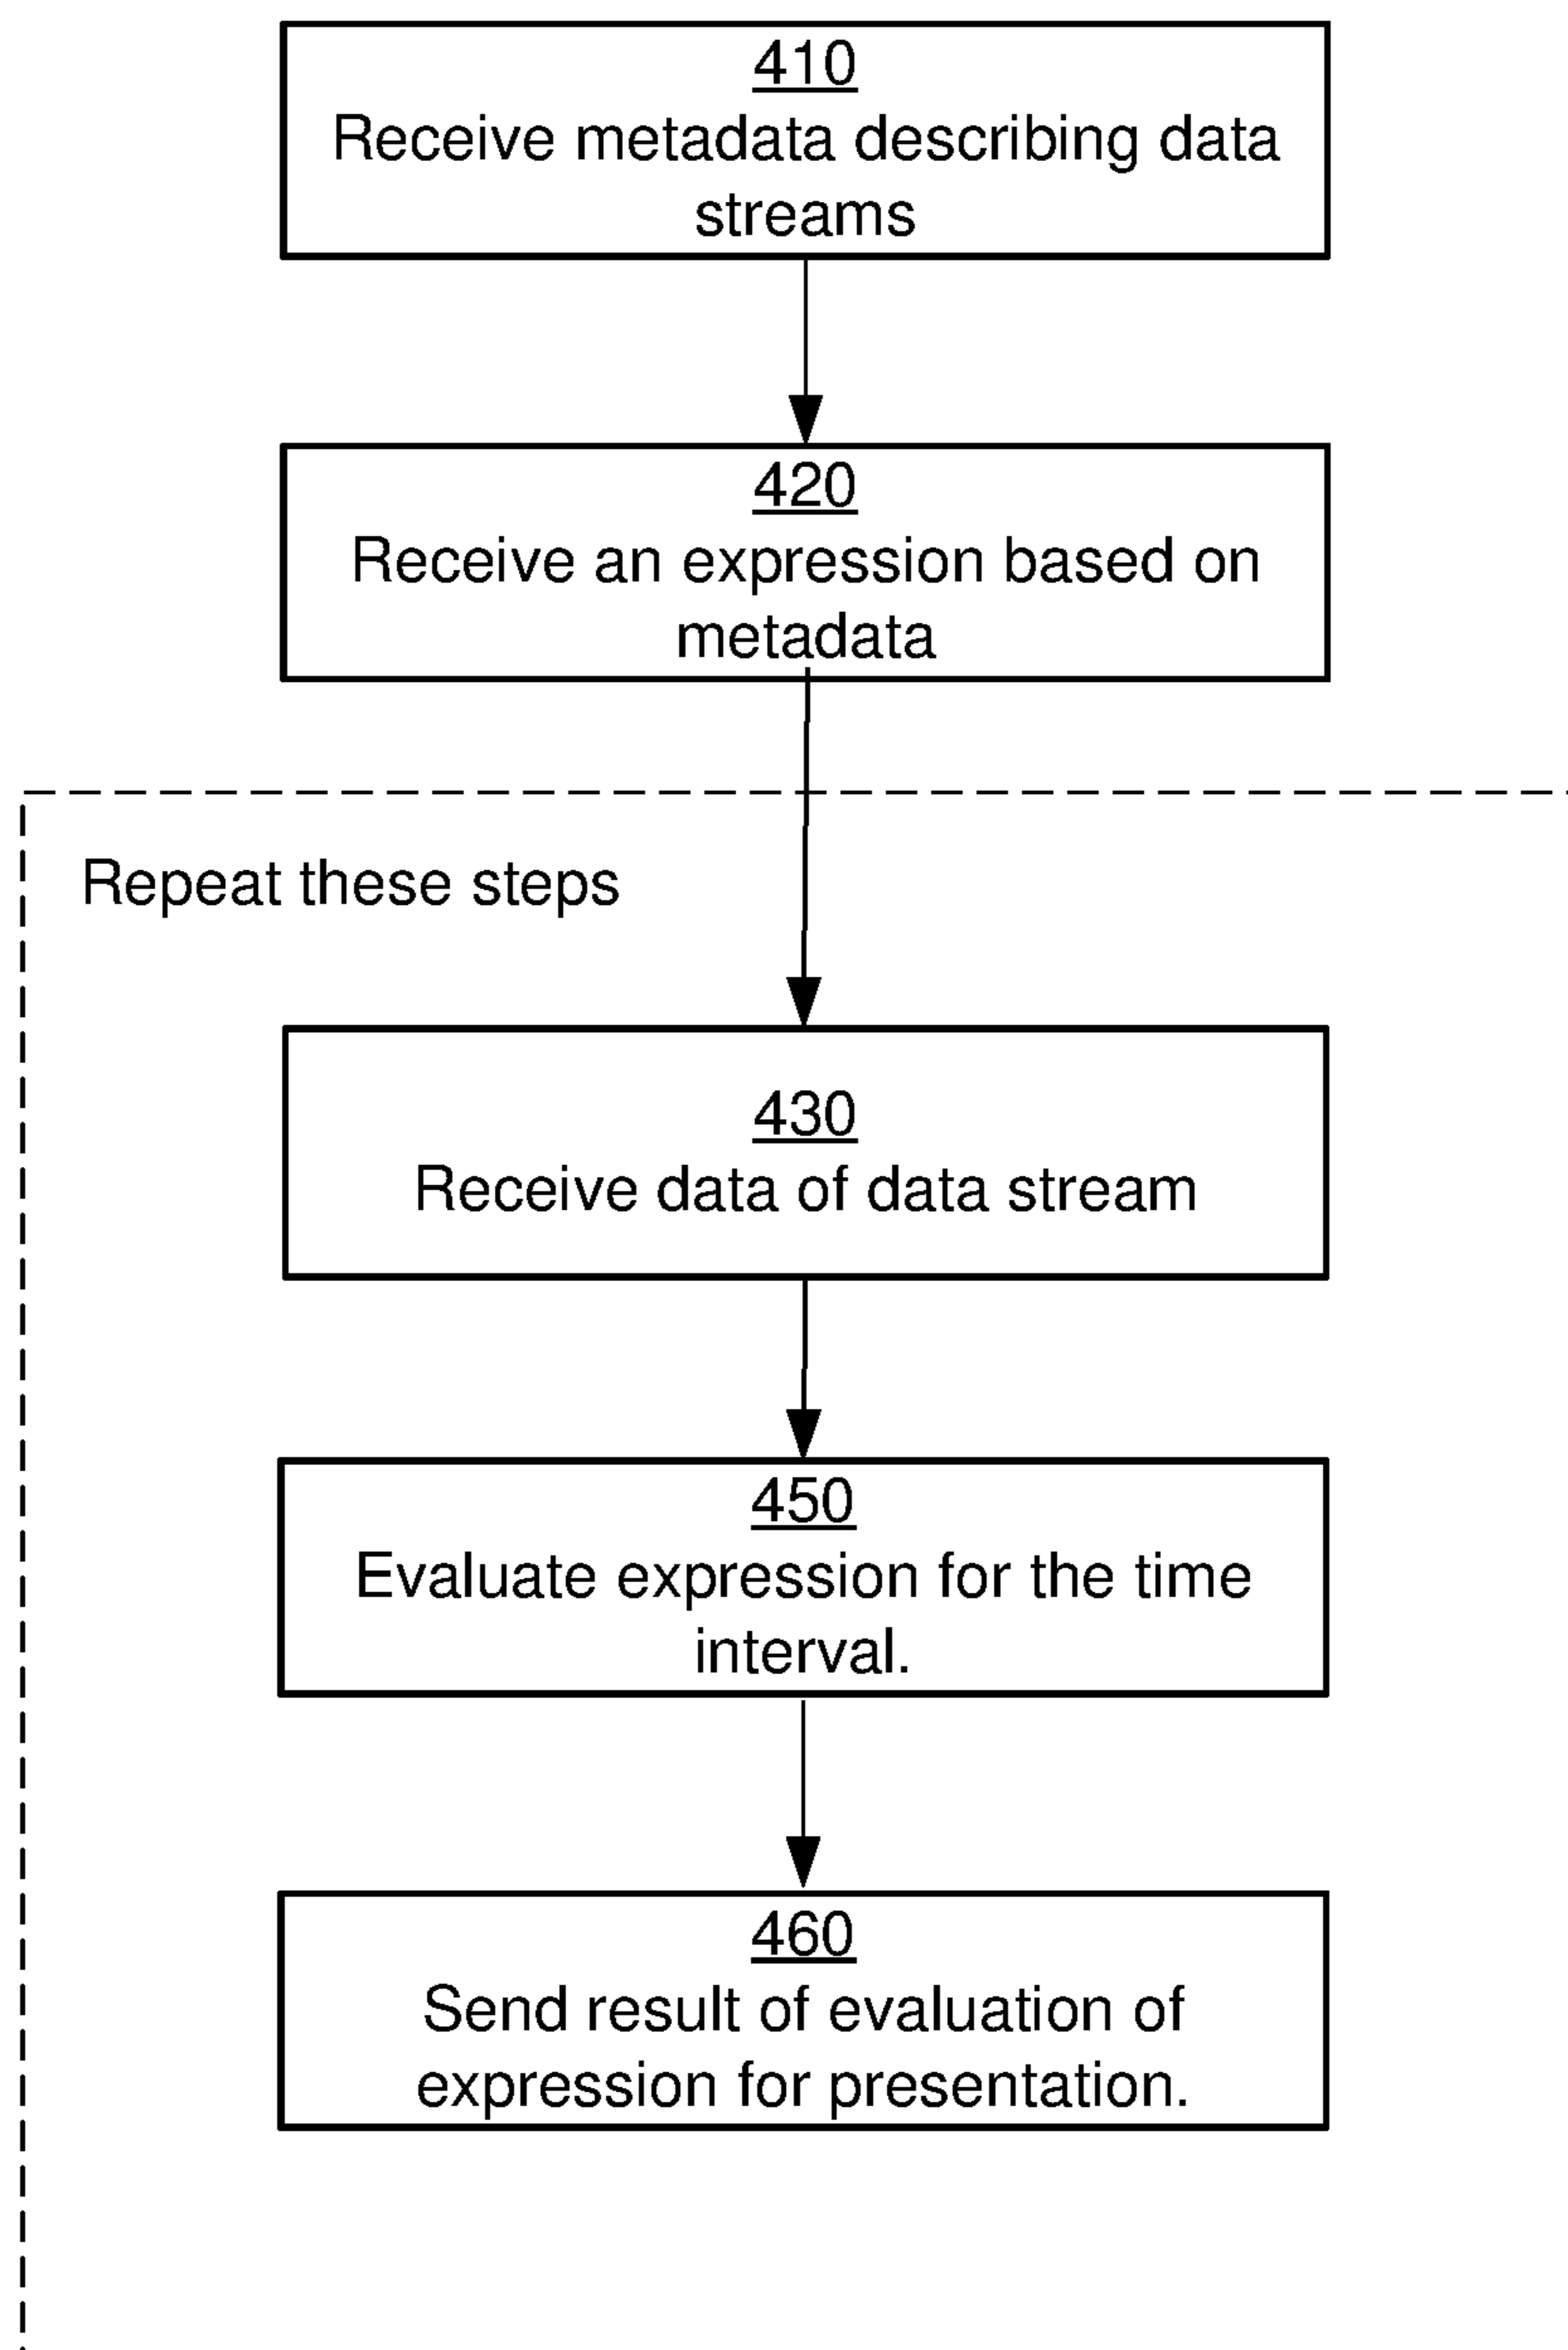 410
Receive metadata describing data
streams
420
Receive an expression based on
metadata
Repeat these steps
430
Receive data of data stream
450
Evaluate expression for the time
interval.
460
Send result of evaluation of
expression for presentation.